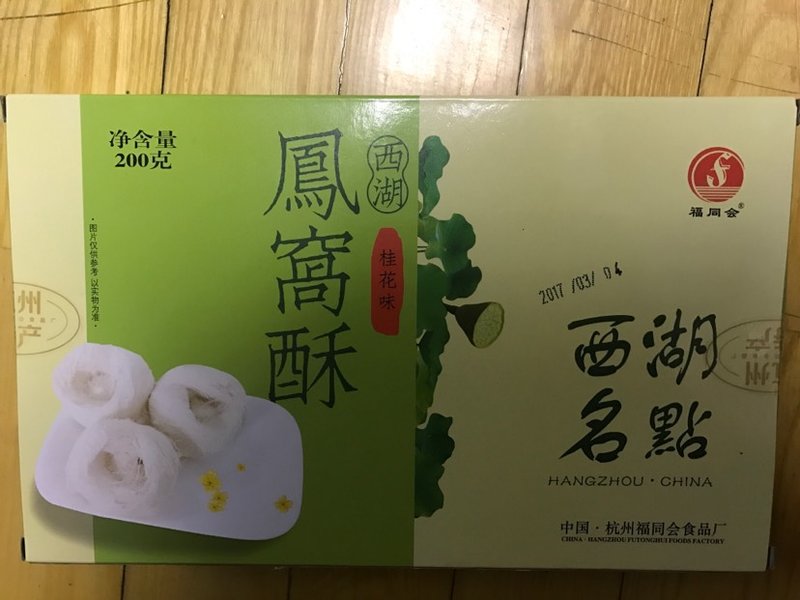 净含量
200克
·图片仅供参考 以实物为准·
西湖
鳳窩酥
桂花味
州
产
福同会®
2017/03/04
西湖
名點
HANGZHOU·CHINA
中国·杭州福同会食品厂
CHINA·HANGZHOU FUTONGHUI FOODS FACTORY